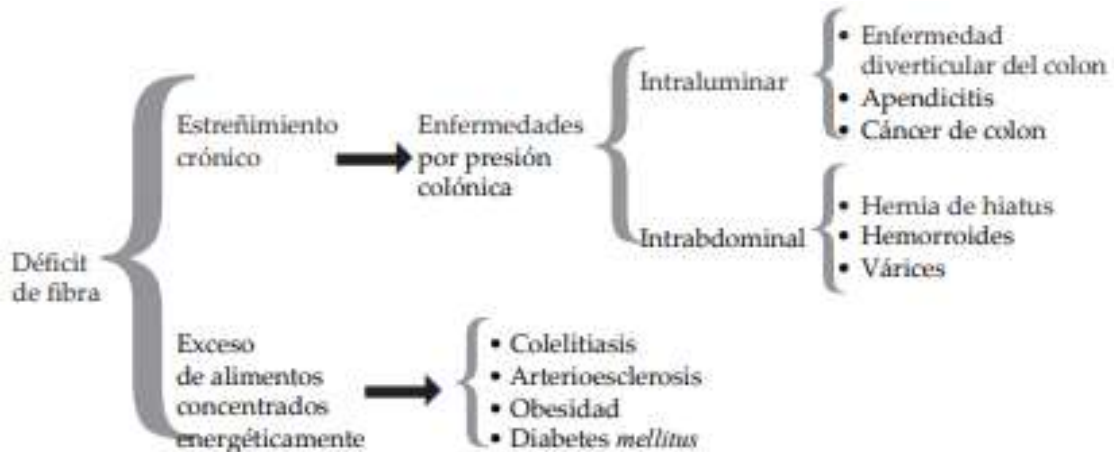 Déficit
de fibra
Estreñimiento
crónico
Enfermedades
por presión
colónica
Intraluminar
• Enfermedad
diverticular del colon
• Apendicitis
• Cáncer de colon
Intrabdominal
• Hernia de hiatus
• Hemorroides
• Várices
Exceso
de alimentos
concentrados
energéticamente
• Colelitiasis
• Arterioesclerosis
• Obesidad
• Diabetes mellitus